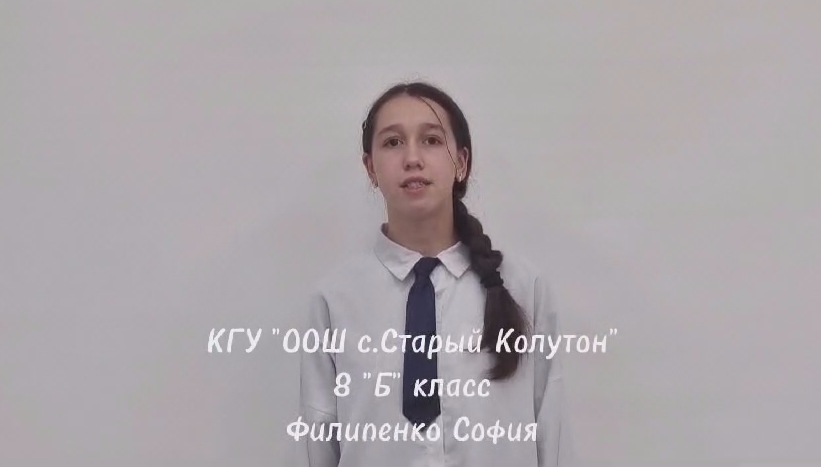 КГУ "ООШ с.Старый Колутон"
8 "Б" класс
Филипенко София